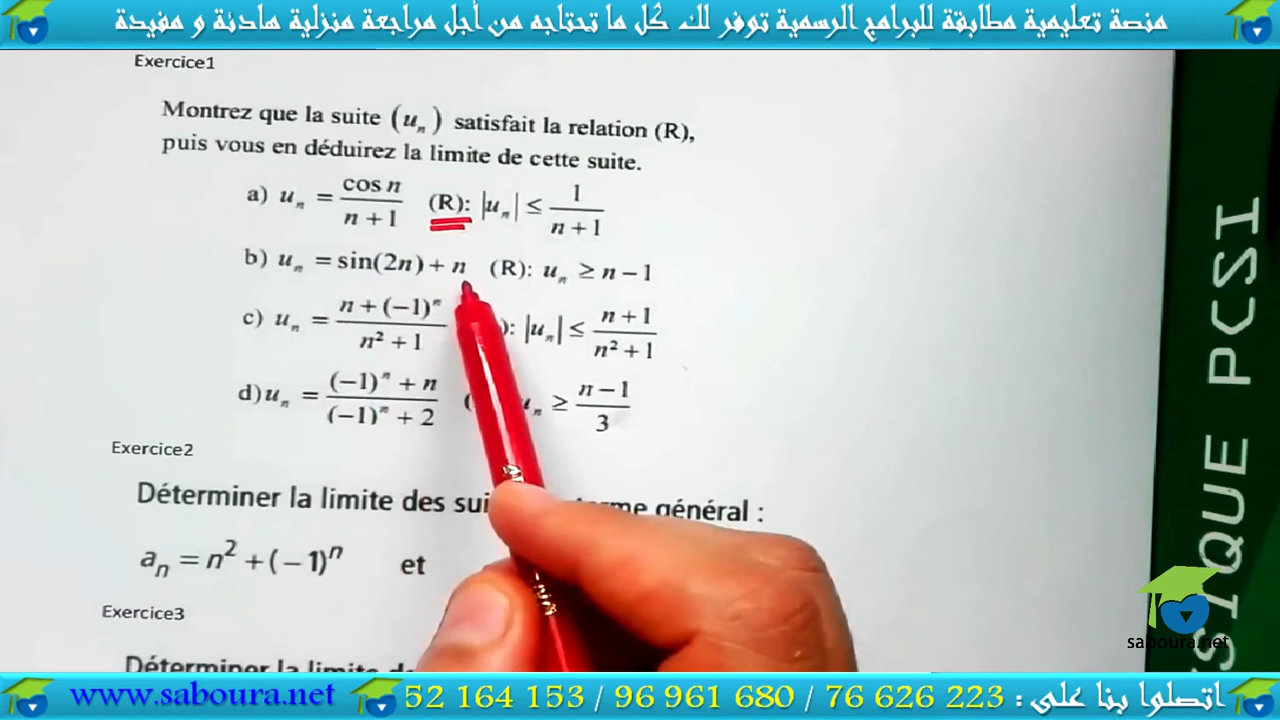 منصة تعليمية مطابقة للبرامج الرسمية توفر لك كل ما تحتاجه من أجل مراجعة منزلية هادئة و مفيدة
Exercice1
Montrez que la suite (uₙ) satisfait la relation (R),
puis vous en déduirez la limite de cette suite.
a) uₙ = cos n / (n + 1) (R): |uₙ| ≤ 1 / (n + 1)
b) uₙ = sin(2n) + n (R): uₙ ≥ n − 1
c) uₙ = (n + (−1)ⁿ) / (n² + 1) ): |uₙ| ≤ (n + 1) / (n² + 1)
d) uₙ = ((−1)ⁿ + n) / ((−1)ⁿ + 2) ( uₙ ≥ (n − 1) / 3
Exercice2
Déterminer la limite des général :
aₙ = n² + (−1)ⁿ et
Exercice3
Déterminer la
PCSI
saboura.net
www.saboura.net 52 164 153 / 96 961 680 / 76 626 223 اتصلوا بنا على :